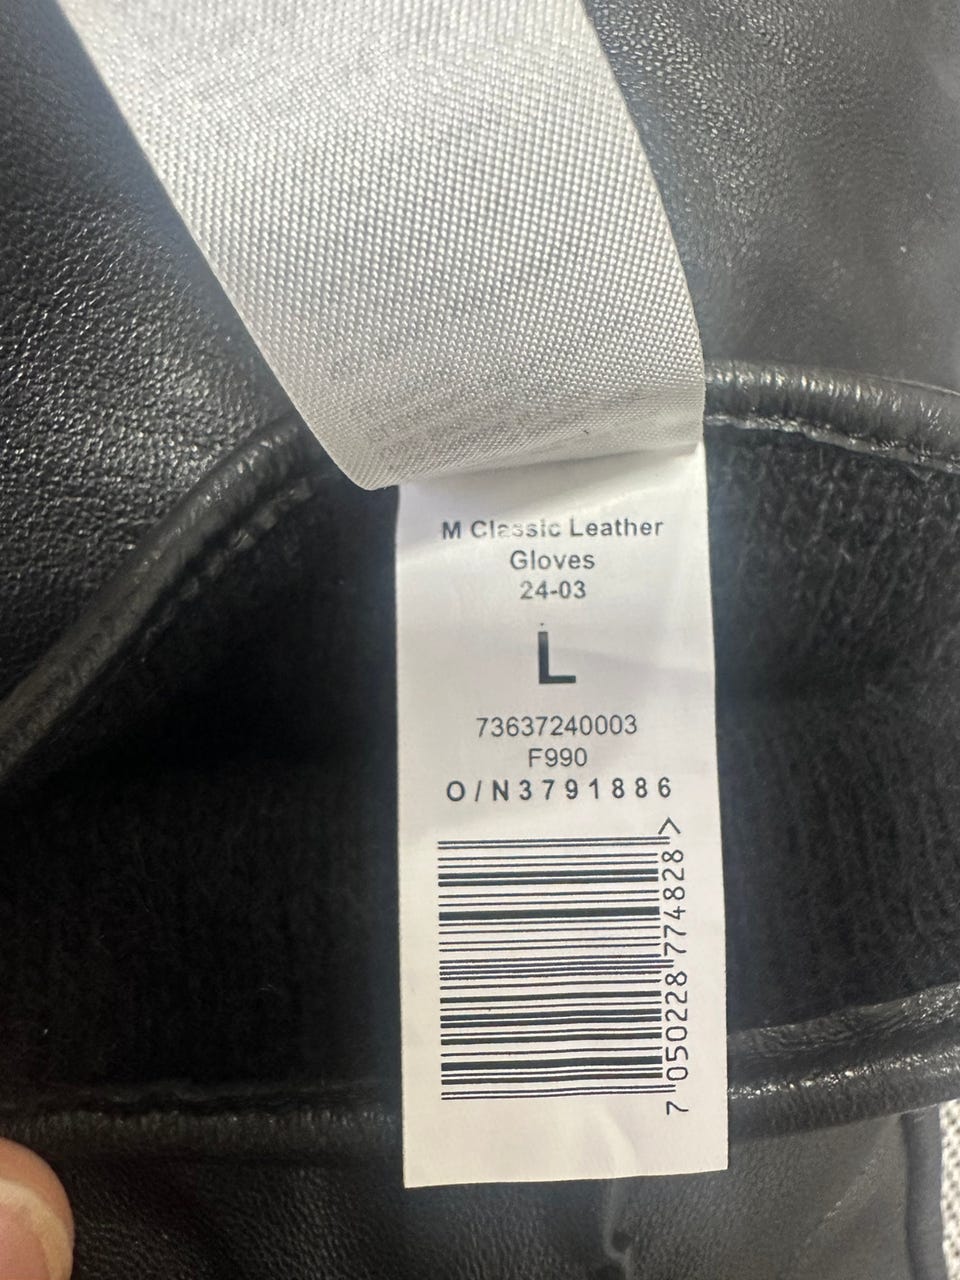 M Classic Leather
Gloves
24-03
L
73637240003
F990
O/N3791886
7 050228 774828 >